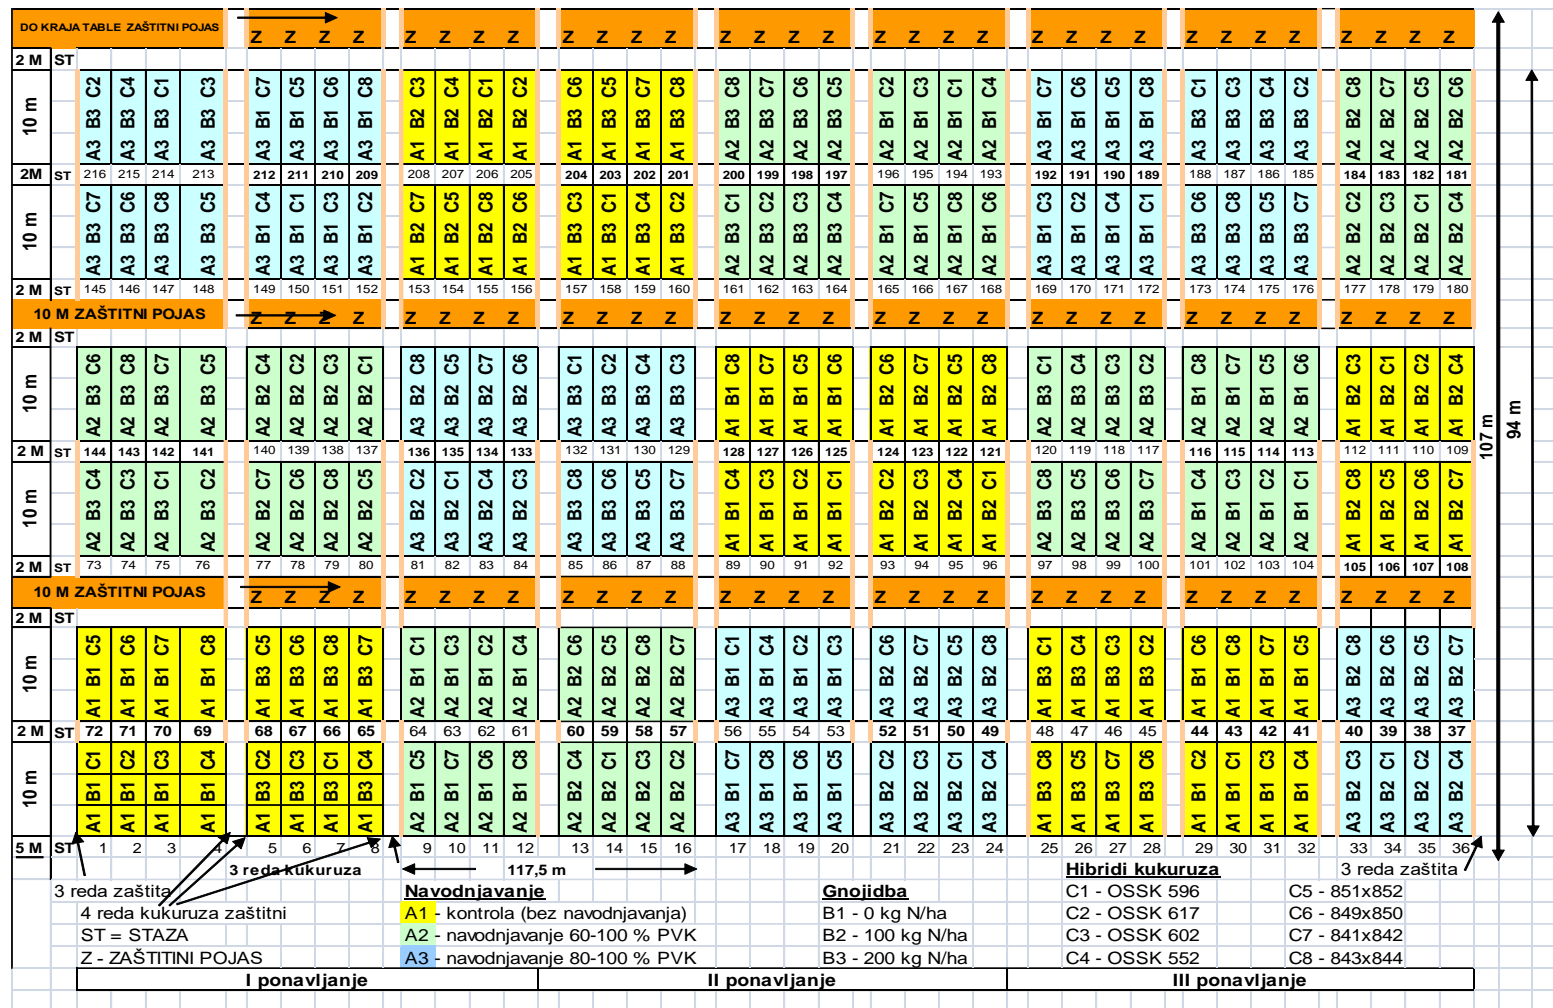 DO KRAJA TABLE ZAŠTITNI POJAS Z Z Z Z Z Z Z Z Z Z Z Z Z Z Z Z Z Z Z Z Z Z Z Z Z Z Z Z Z Z Z Z
2 M ST
10 m A3 B3 C2 A3 B3 C4 A3 B3 C1 A3 B3 C3 A3 B1 C7 A3 B1 C5 A3 B1 C6 A3 B1 C8 A1 B2 C3 A1 B2 C4 A1 B2 C1 A1 B2 C2 A1 B3 C6 A1 B3 C5 A1 B3 C7 A1 B3 C8 A2 B3 C8 A2 B3 C7 A2 B3 C6 A2 B3 C5 A2 B1 C2 A2 B1 C3 A2 B1 C1 A2 B1 C4 A3 B1 C7 A3 B1 C6 A3 B1 C5 A3 B1 C8 A3 B3 C1 A3 B3 C3 A3 B3 C4 A3 B3 C2 A2 B2 C8 A2 B2 C7 A2 B2 C5 A2 B2 C6
2M ST 216 215 214 213 212 211 210 209 208 207 206 205 204 203 202 201 200 199 198 197 196 195 194 193 192 191 190 189 188 187 186 185 184 183 182 181
10 m A3 B3 C7 A3 B3 C6 A3 B3 C8 A3 B3 C5 A3 B1 C4 A3 B1 C1 A3 B1 C3 A3 B1 C2 A1 B2 C7 A1 B2 C5 A1 B2 C8 A1 B2 C6 A1 B3 C3 A1 B3 C1 A1 B3 C4 A1 B3 C2 A2 B3 C1 A2 B3 C2 A2 B3 C3 A2 B3 C4 A2 B1 C7 A2 B1 C5 A2 B1 C8 A2 B1 C6 A3 B1 C3 A3 B1 C2 A3 B1 C4 A3 B1 C1 A3 B3 C6 A3 B3 C8 A3 B3 C5 A3 B3 C7 A2 B2 C2 A2 B2 C3 A2 B2 C1 A2 B2 C4
2 M ST 145 146 147 148 149 150 151 152 153 154 155 156 157 158 159 160 161 162 163 164 165 166 167 168 169 170 171 172 173 174 175 176 177 178 179 180
10 M ZAŠTITNI POJAS Z Z Z Z Z Z Z Z Z Z Z Z Z Z Z Z Z Z Z Z Z Z Z Z Z Z Z Z Z Z Z Z
2 M ST
10 m A2 B3 C6 A2 B3 C8 A2 B3 C7 A2 B3 C5 A2 B2 C4 A2 B2 C2 A2 B2 C3 A2 B2 C1 A3 B2 C8 A3 B2 C5 A3 B2 C7 A3 B2 C6 A3 B3 C1 A3 B3 C2 A3 B3 C4 A3 B3 C3 A1 B1 C8 A1 B1 C7 A1 B1 C5 A1 B1 C6 A1 B2 C6 A1 B2 C7 A1 B2 C5 A1 B2 C8 A2 B3 C1 A2 B3 C4 A2 B3 C3 A2 B3 C2 A2 B1 C8 A2 B1 C7 A2 B1 C5 A2 B1 C6 A1 B2 C3 A1 B2 C1 A1 B2 C2 A1 B2 C4
107 m
94 m
2 M ST 144 143 142 141 140 139 138 137 136 135 134 133 132 131 130 129 128 127 126 125 124 123 122 121 120 119 118 117 116 115 114 113 112 111 110 109
10 m A2 B3 C4 A2 B3 C3 A2 B3 C1 A2 B3 C2 A2 B2 C7 A2 B2 C6 A2 B2 C8 A2 B2 C5 A3 B2 C2 A3 B2 C1 A3 B2 C4 A3 B2 C3 A3 B3 C8 A3 B3 C6 A3 B3 C5 A3 B3 C7 A1 B1 C4 A1 B1 C3 A1 B1 C2 A1 B1 C1 A1 B2 C2 A1 B2 C3 A1 B2 C4 A1 B2 C1 A2 B3 C8 A2 B3 C5 A2 B3 C6 A2 B3 C7 A2 B1 C4 A2 B1 C3 A2 B1 C2 A2 B1 C1 A1 B2 C8 A1 B2 C5 A1 B2 C6 A1 B2 C7
2 M ST 73 74 75 76 77 78 79 80 81 82 83 84 85 86 87 88 89 90 91 92 93 94 95 96 97 98 99 100 101 102 103 104 105 106 107 108
10 M ZAŠTITNI POJAS Z Z Z Z Z Z Z Z Z Z Z Z Z Z Z Z Z Z Z Z Z Z Z Z Z Z Z Z Z Z Z Z
2 M ST
10 m A1 B1 C5 A1 B1 C6 A1 B1 C7 A1 B1 C8 A1 B3 C5 A1 B3 C6 A1 B3 C8 A1 B3 C7 A2 B1 C1 A2 B1 C3 A2 B1 C2 A2 B1 C4 A2 B2 C6 A2 B2 C5 A2 B2 C8 A2 B2 C7 A3 B1 C1 A3 B1 C4 A3 B1 C2 A3 B1 C3 A3 B2 C6 A3 B2 C7 A3 B2 C5 A3 B2 C8 A1 B3 C1 A1 B3 C4 A1 B3 C3 A1 B3 C2 A1 B1 C6 A1 B1 C8 A1 B1 C7 A1 B1 C5 A3 B2 C8 A3 B2 C6 A3 B2 C5 A3 B2 C7
2 M ST 72 71 70 69 68 67 66 65 64 63 62 61 60 59 58 57 56 55 54 53 52 51 50 49 48 47 46 45 44 43 42 41 40 39 38 37
10 m A1 B1 C1 A1 B1 C2 A1 B1 C3 A1 B1 C4 A1 B3 C2 A1 B3 C3 A1 B3 C1 A1 B3 C4 A2 B1 C5 A2 B1 C7 A2 B1 C6 A2 B1 C8 A2 B2 C4 A2 B2 C1 A2 B2 C3 A2 B2 C2 A3 B1 C7 A3 B1 C8 A3 B1 C6 A3 B1 C5 A3 B2 C2 A3 B2 C3 A3 B2 C4 A3 B2 C1 A1 B3 C8 A1 B3 C5 A1 B3 C7 A1 B3 C6 A1 B1 C2 A1 B1 C1 A1 B1 C3 A1 B1 C4 A3 B2 C3 A3 B2 C1 A3 B2 C2 A3 B2 C4
5 M ST 1 2 3 4 5 6 7 8 9 10 11 12 13 14 15 16 17 18 19 20 21 22 23 24 25 26 27 28 29 30 31 32 33 34 35 36
3 reda kukuruza 117,5 m Hibridi kukuruza 3 reda zaštita
3 reda zaštita Navodnjavanje Gnojidba C1 - OSSK 596 C5 - 851x852
4 reda kukuruza zaštitni A1 - kontrola (bez navodnjavanja) B1 - 0 kg N/ha C2 - OSSK 617 C6 - 849x850
ST = STAZA A2 - navodnjavanje 60-100 % PVK B2 - 100 kg N/ha C3 - OSSK 602 C7 - 841x842
Z - ZAŠTITNI POJAS A3 - navodnjavanje 80-100 % PVK B3 - 200 kg N/ha C4 - OSSK 552 C8 - 843x844
I ponavljanje II ponavljanje III ponavljanje